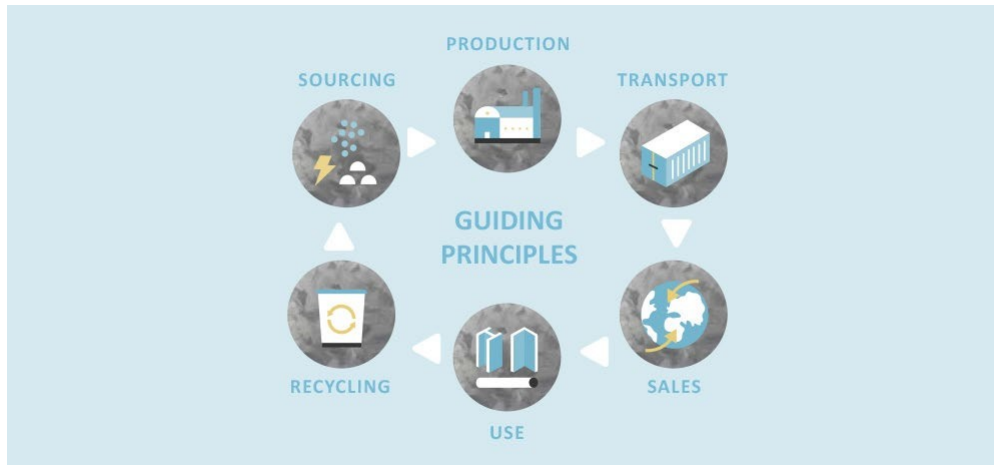 PRODUCTION
SOURCING
TRANSPORT
GUIDING
PRINCIPLES
RECYCLING
SALES
USE